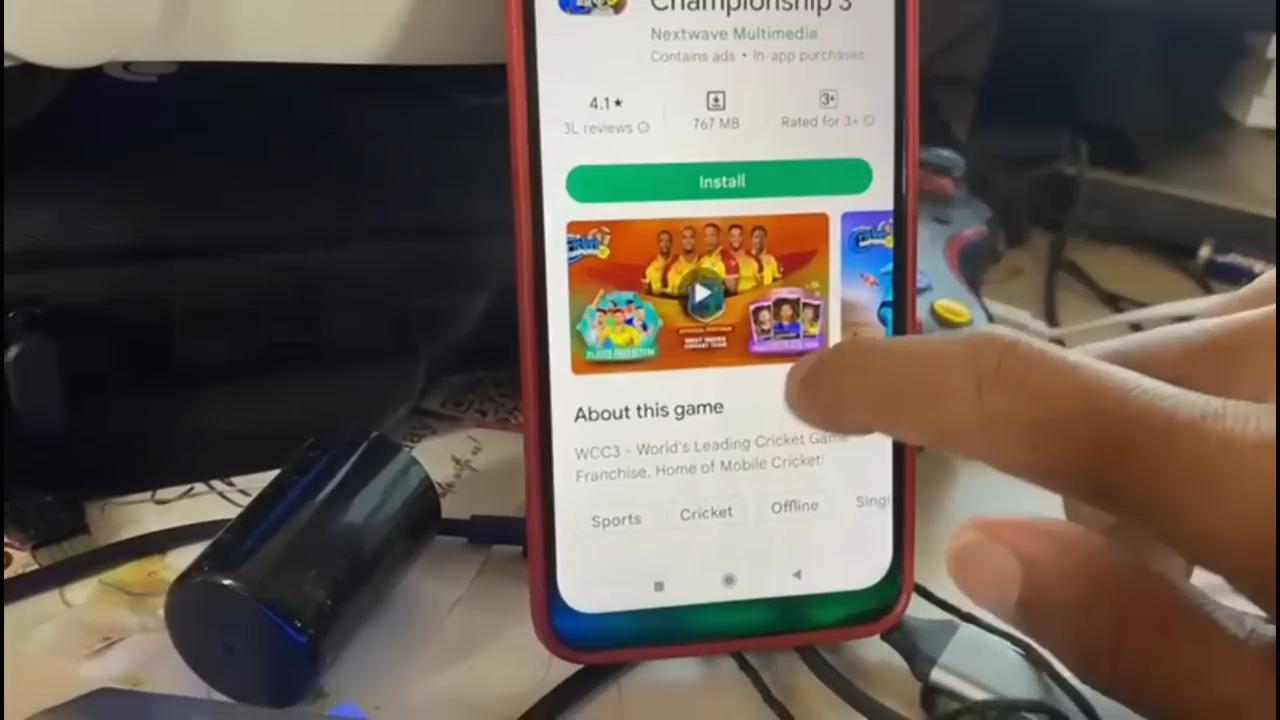 Championship 3
Nextwave Multimedia
Contains ads • In-app purchases
4.1★
3L reviews
767 MB
3+
Rated for 3+
Install
About this game
WCC3 - World's Leading Cricket Game
Franchise. Home of Mobile Cricket!
Sports
Cricket
Offline
Singl